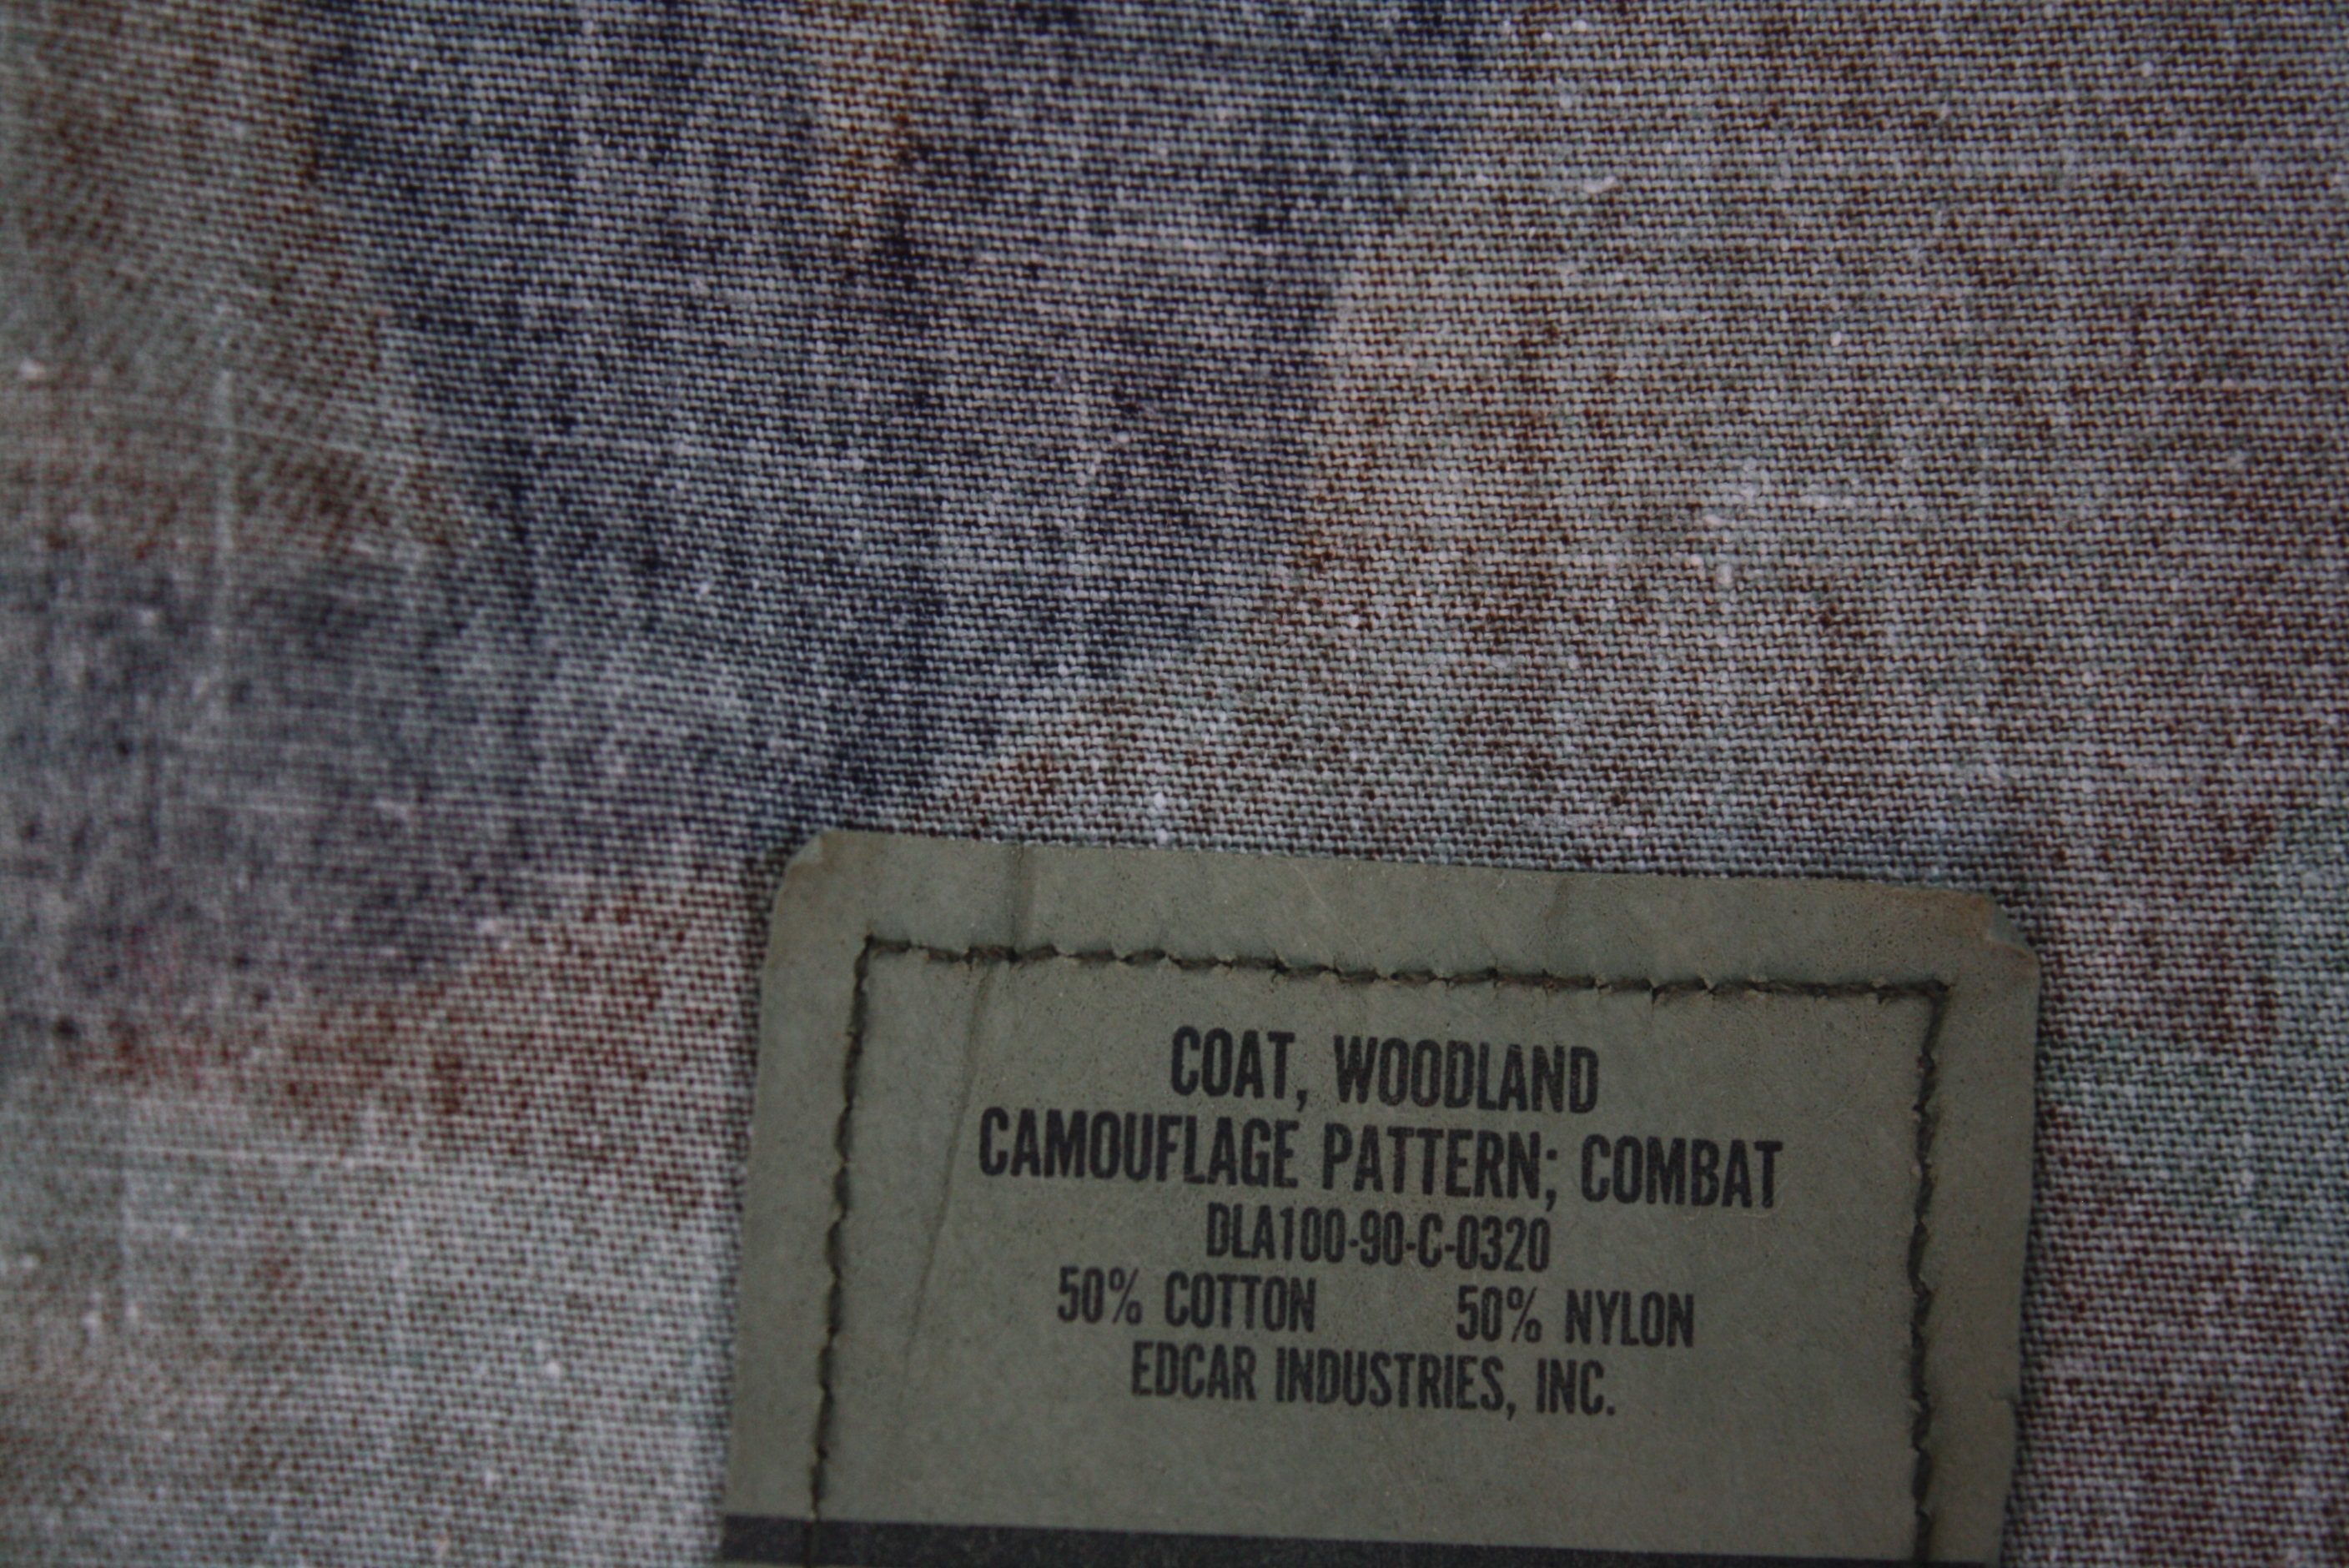 COAT, WOODLAND
CAMOUFLAGE PATTERN; COMBAT
DLA100-90-C-0320
50% COTTON 50% NYLON
EDCAR INDUSTRIES, INC.